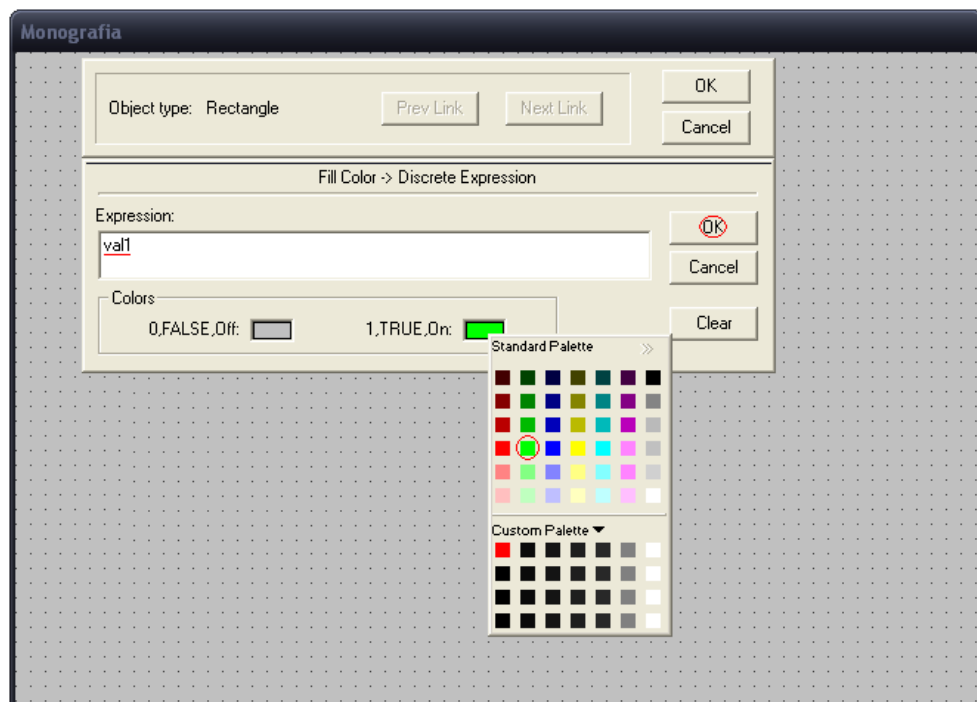 Monografia
Object type: Rectangle
Prev Link
Next Link
OK
Cancel
Fill Color -> Discrete Expression
Expression:
val1
OK
Cancel
Colors
0,FALSE,Off:
1,TRUE,On:
Clear
Standard Palette
Custom Palette